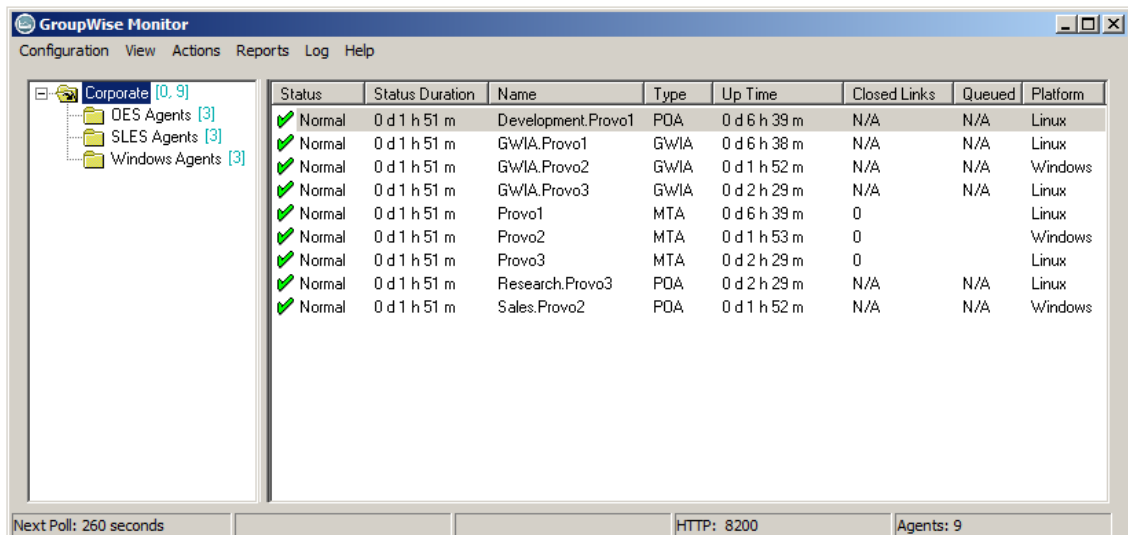 GroupWise Monitor
Configuration View Actions Reports Log Help
Corporate [0, 9]
OES Agents [3]
SLES Agents [3]
Windows Agents [3]
Status Status Duration Name Type Up Time Closed Links Queued Platform
Normal 0 d 1 h 51 m Development.Provo1 POA 0 d 6 h 39 m N/A N/A Linux
Normal 0 d 1 h 51 m GWIA.Provo1 GWIA 0 d 6 h 38 m N/A N/A Linux
Normal 0 d 1 h 51 m GWIA.Provo2 GWIA 0 d 1 h 52 m N/A N/A Windows
Normal 0 d 1 h 51 m GWIA.Provo3 GWIA 0 d 2 h 29 m N/A N/A Linux
Normal 0 d 1 h 51 m Provo1 MTA 0 d 6 h 39 m 0 Linux
Normal 0 d 1 h 51 m Provo2 MTA 0 d 1 h 53 m 0 Windows
Normal 0 d 1 h 51 m Provo3 MTA 0 d 2 h 29 m 0 Linux
Normal 0 d 1 h 51 m Research.Provo3 POA 0 d 2 h 29 m N/A N/A Linux
Normal 0 d 1 h 51 m Sales.Provo2 POA 0 d 1 h 52 m N/A N/A Windows
Next Poll: 260 seconds HTTP: 8200 Agents: 9